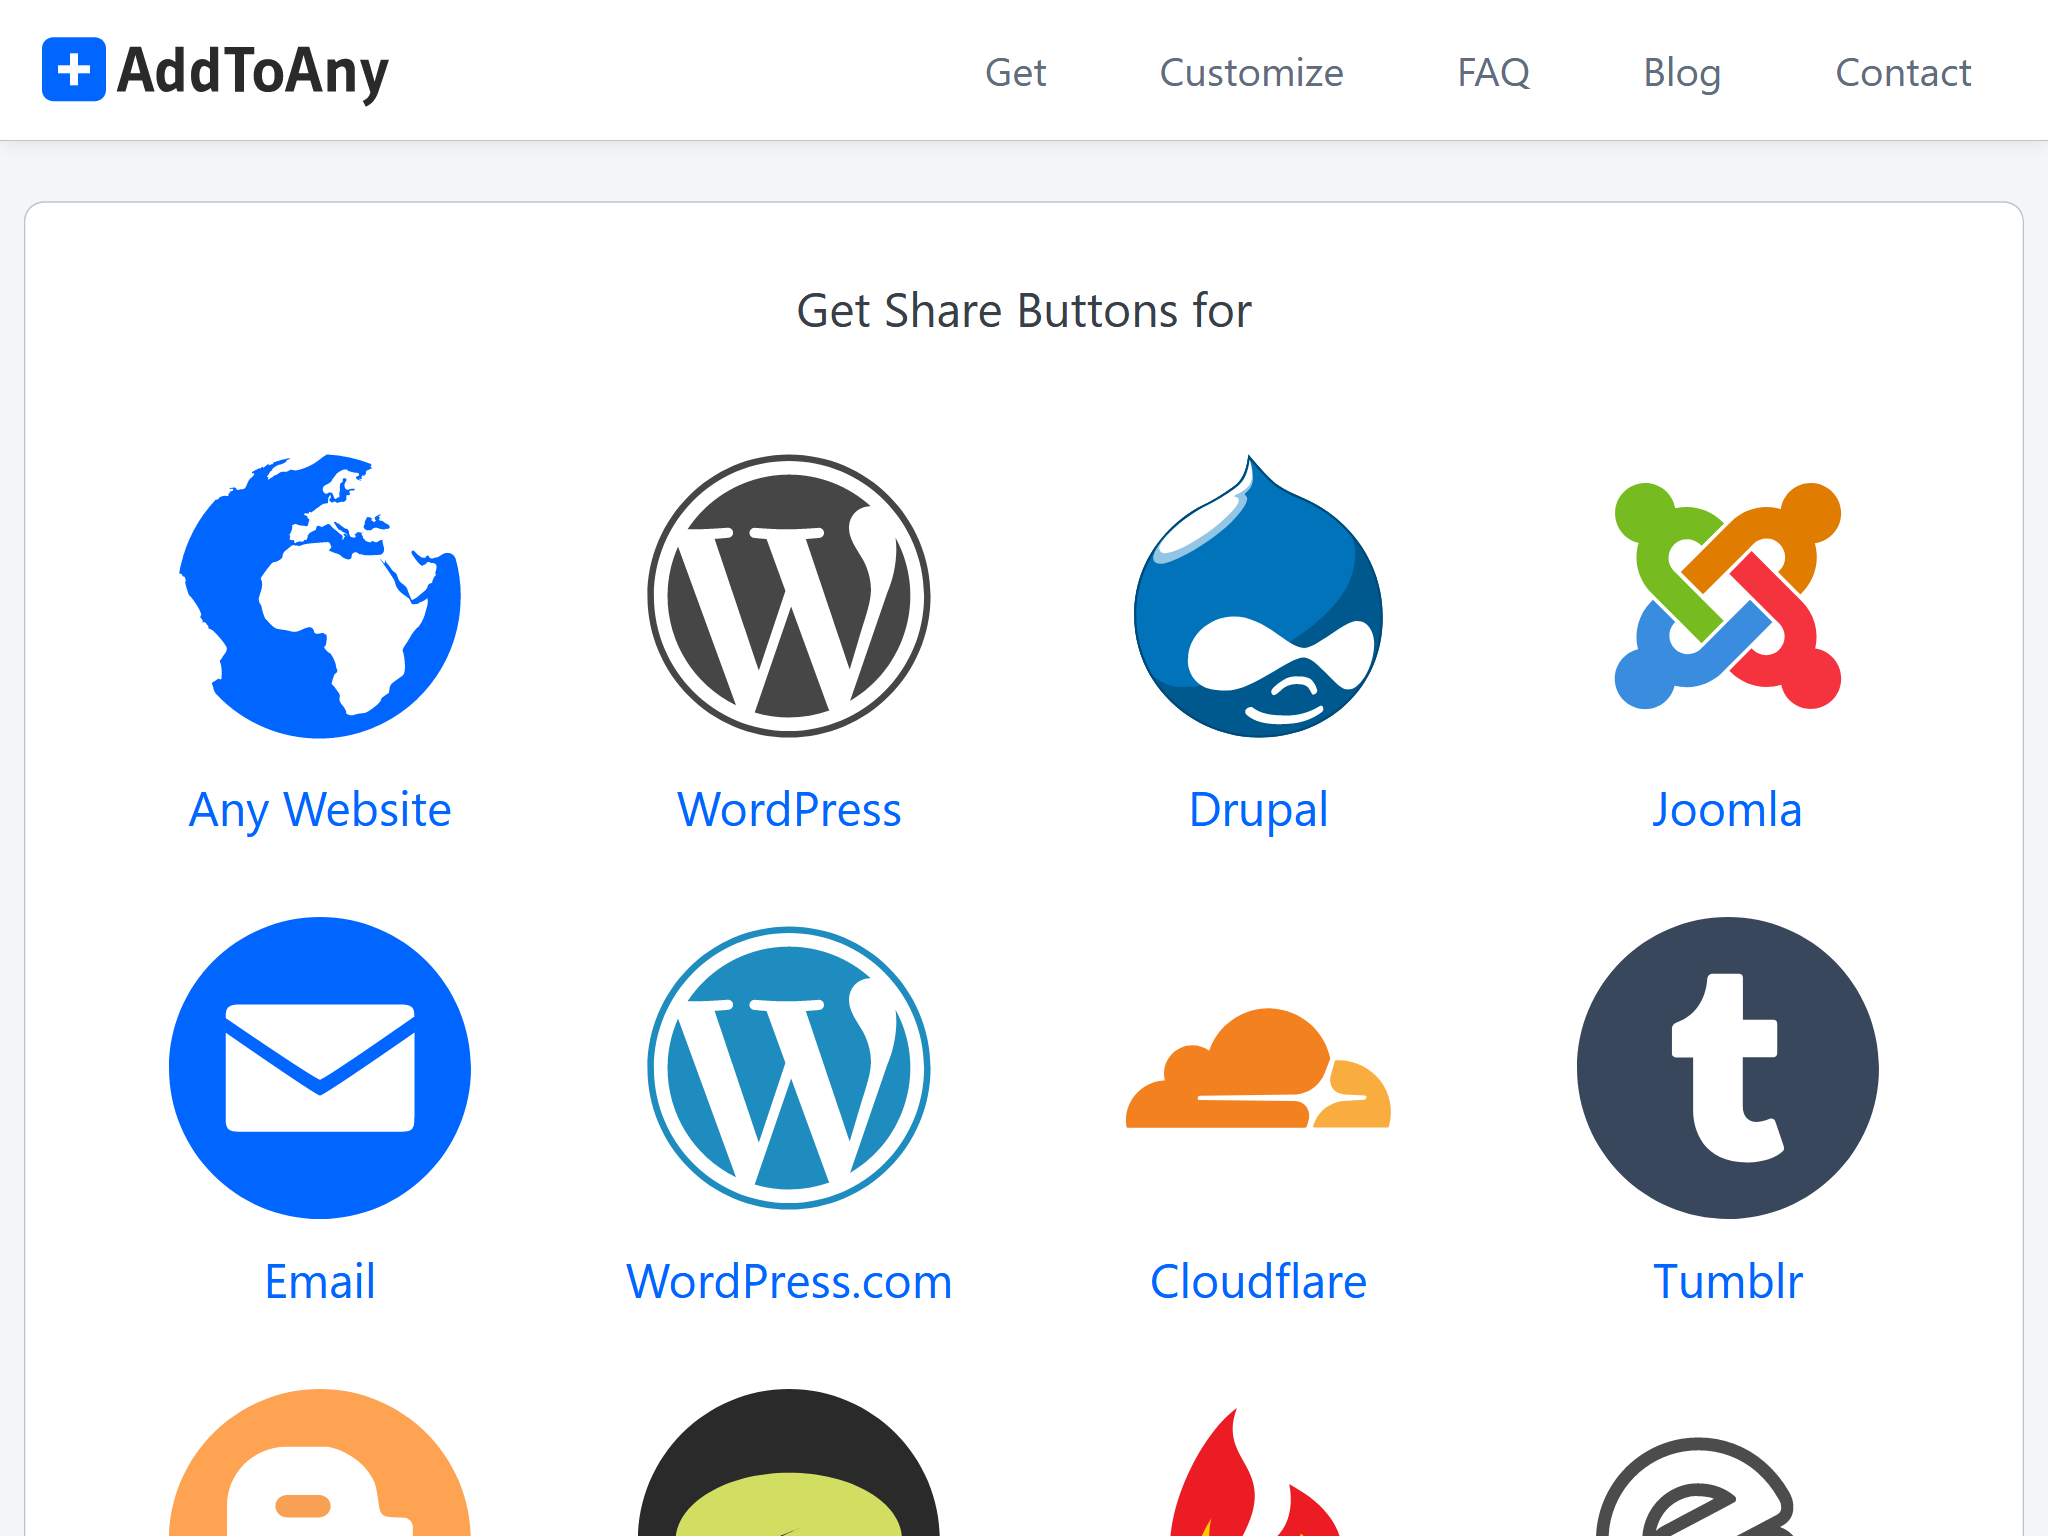 AddToAny
Get Customize FAQ Blog Contact
Get Share Buttons for
Any Website WordPress Drupal Joomla
Email WordPress.com Cloudflare Tumblr